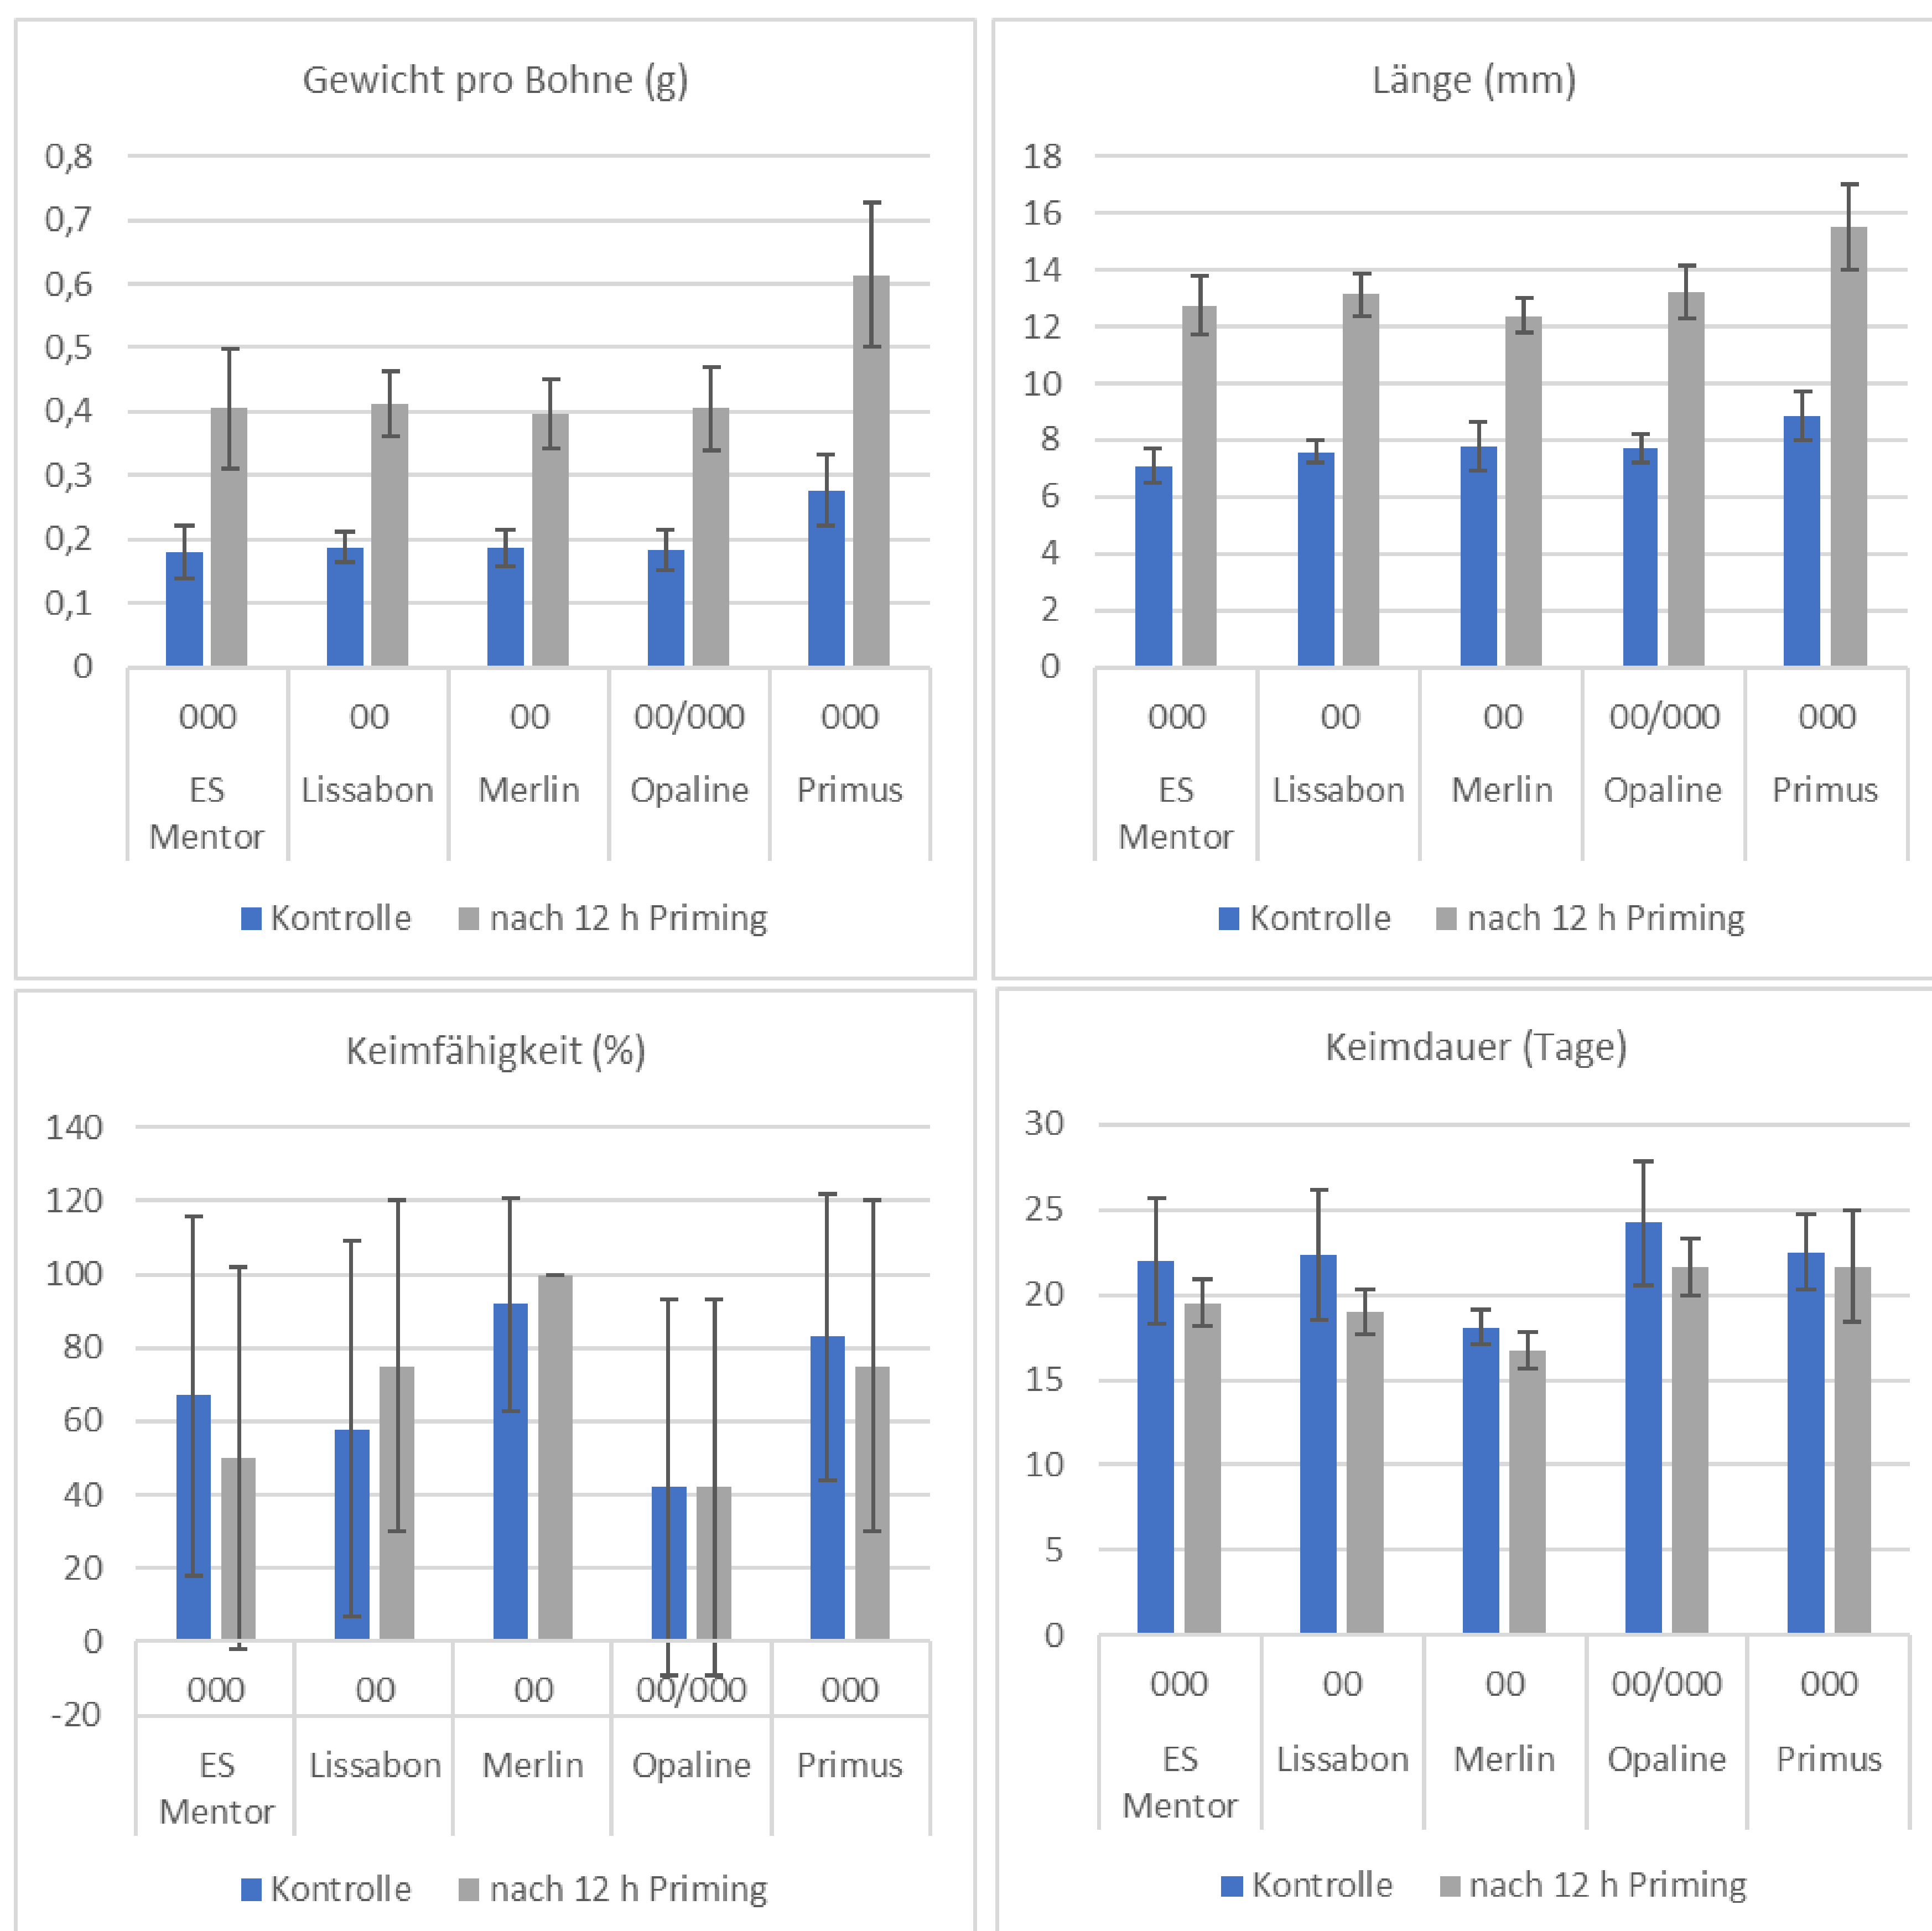 Gewicht pro Bohne (g)
0,8
0,7
0,6
0,5
0,4
0,3
0,2
0,1
0
000 00 00 00/000 000
ES Lissabon Merlin Opaline Primus
Mentor
Kontrolle nach 12 h Priming
Länge (mm)
18
16
14
12
10
8
6
4
2
0
000 00 00 00/000 000
ES Lissabon Merlin Opaline Primus
Mentor
Kontrolle nach 12 h Priming
Keimfähigkeit (%)
140
120
100
80
60
40
20
0
000 00 00 00/000 000
-20
ES Lissabon Merlin Opaline Primus
Mentor
Kontrolle nach 12 h Priming
Keimdauer (Tage)
30
25
20
15
10
5
0
000 00 00 00/000 000
ES Lissabon Merlin Opaline Primus
Mentor
Kontrolle nach 12 h Priming